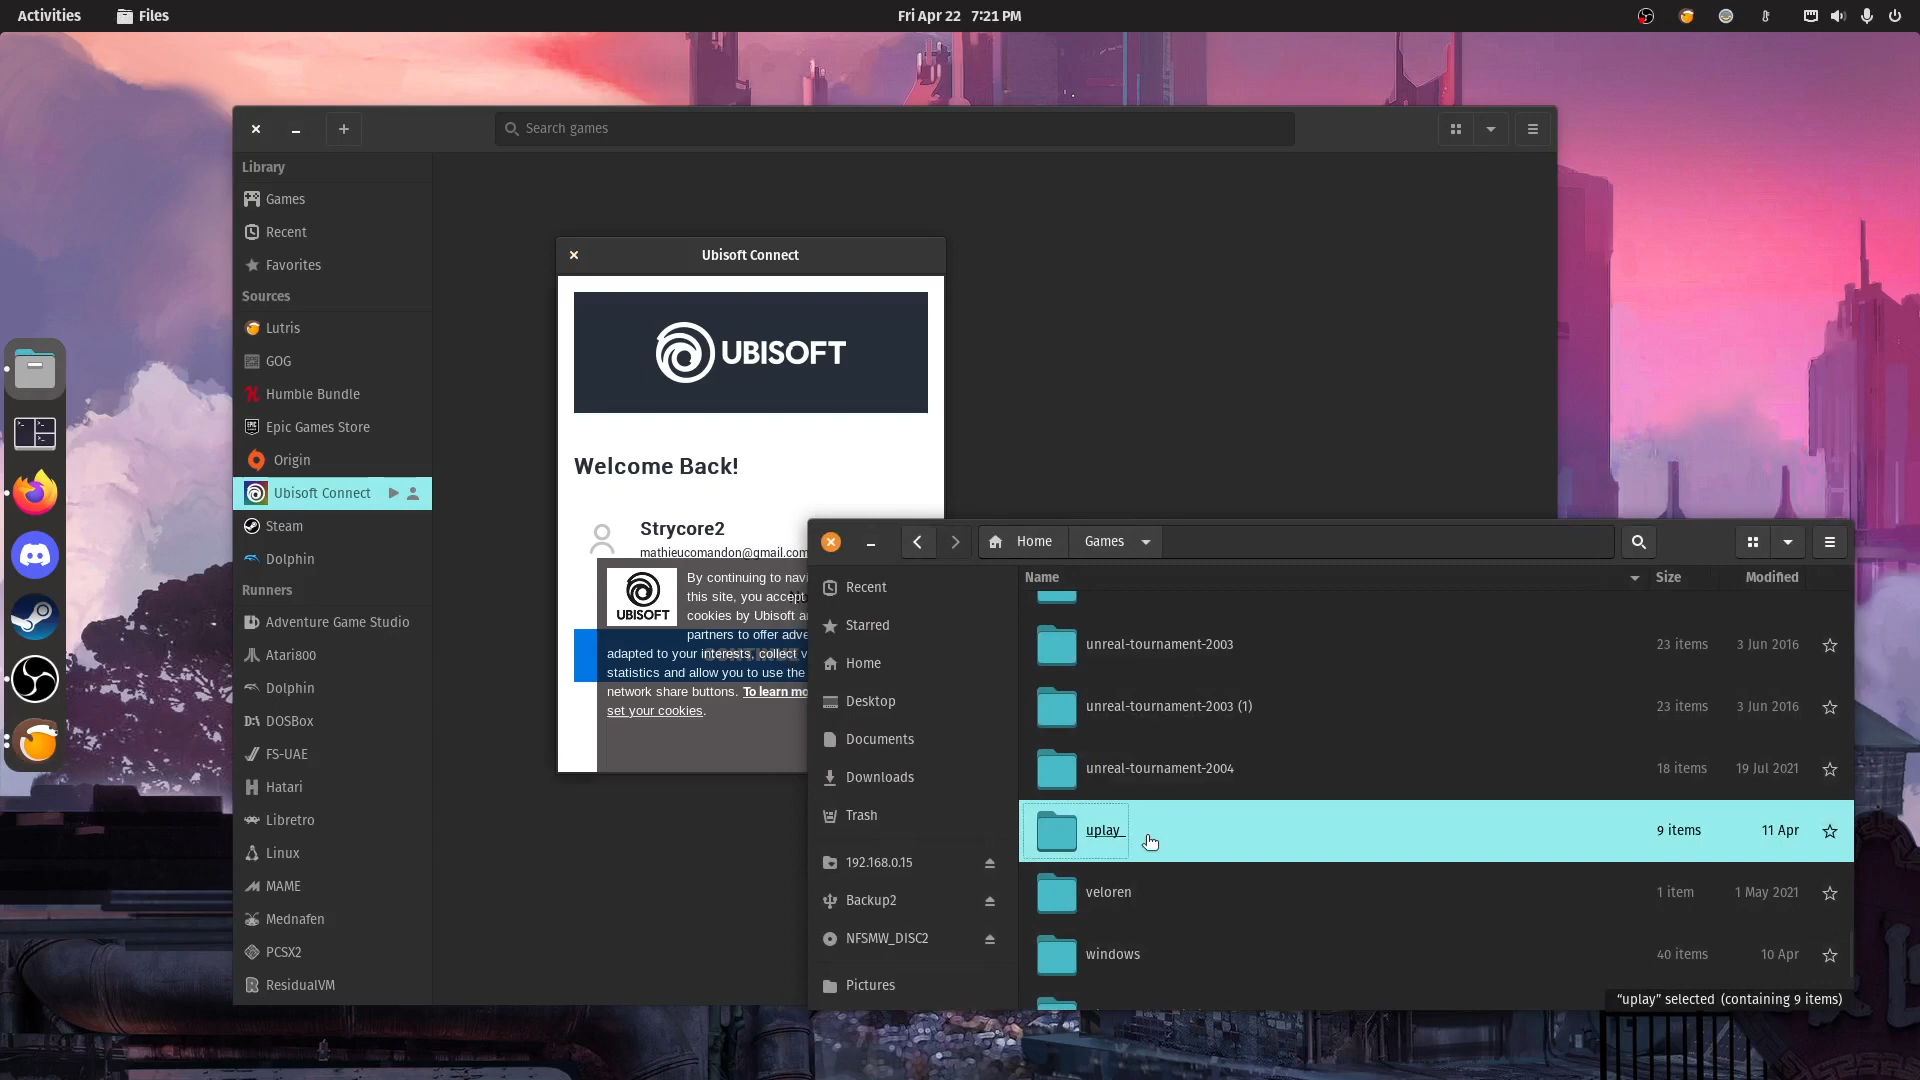 Activities
Files
Fri Apr 22 7:21 PM
Search games
Library
Games
Recent
Favorites
Sources
Lutris
GOG
Humble Bundle
Epic Games Store
Origin
Ubisoft Connect
Steam
Dolphin
Runners
Adventure Game Studio
Atari800
Dolphin
DOSBox
FS-UAE
Hatari
Libretro
Linux
MAME
Mednafen
PCSX2
ResidualVM
Ubisoft Connect
UBISOFT
Welcome Back!
Strycore2
mathieucomandon@gmail.com
UBISOFT
By continuing to navi
this site, you accept
cookies by Ubisoft a
partners to offer adve
adapted to your interests, collect v
statistics and allow you to use the
network share buttons. To learn mo
set your cookies.
CONTINUE
Home
Games
Recent
Starred
Home
Desktop
Documents
Downloads
Trash
192.168.0.15
Backup2
NFSMW_DISC2
Pictures
Name Size Modified
unreal-tournament-2003 23 items 3 Jun 2016
unreal-tournament-2003 (1) 23 items 3 Jun 2016
unreal-tournament-2004 18 items 19 Jul 2021
uplay 9 items 11 Apr
veloren 1 item 1 May 2021
windows 40 items 10 Apr
“uplay” selected (containing 9 items)